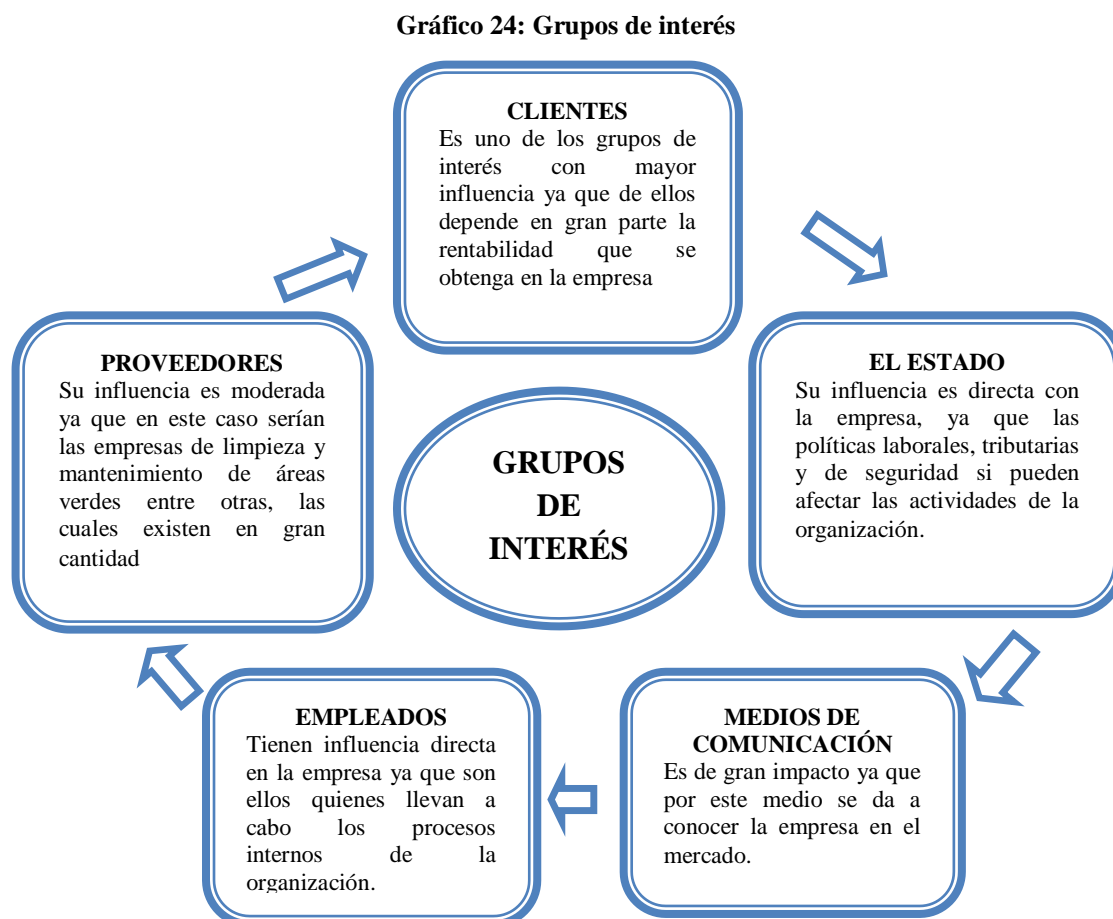 Gráfico 24: Grupos de interés
CLIENTES
Es uno de los grupos de
interés con mayor
influencia ya que de ellos
depende en gran parte la
rentabilidad que se
obtenga en la empresa
PROVEEDORES
Su influencia es moderada
ya que en este caso serían
las empresas de limpieza y
mantenimiento de áreas
verdes entre otras, las
cuales existen en gran
cantidad
GRUPOS
DE
INTERÉS
EL ESTADO
Su influencia es directa con
la empresa, ya que las
políticas laborales, tributarias
y de seguridad si pueden
afectar las actividades de la
organización.
EMPLEADOS
Tienen influencia directa
en la empresa ya que son
ellos quienes llevan a
cabo los procesos
internos de la
organización.
MEDIOS DE
COMUNICACIÓN
Es de gran impacto ya que
por este medio se da a
conocer la empresa en el
mercado.